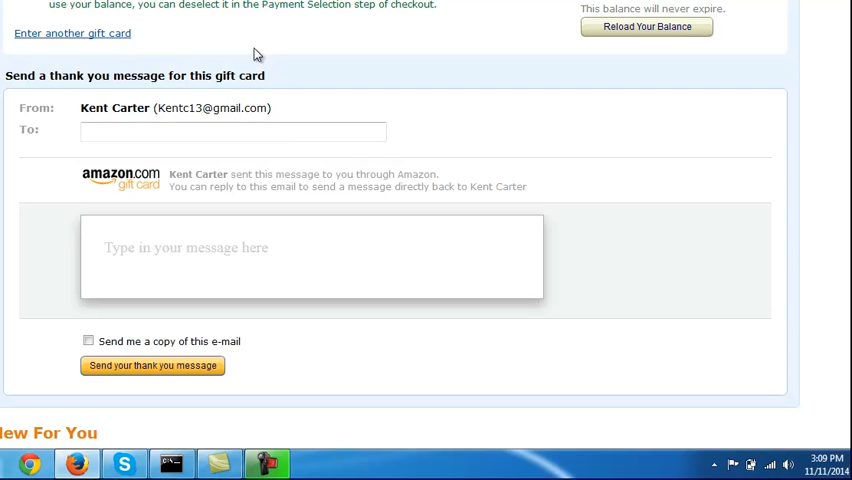 use your balance, you can deselect it in the Payment Selection step of checkout.
This balance will never expire.
Reload Your Balance
Enter another gift card
Send a thank you message for this gift card
From: Kent Carter (Kentc13@gmail.com)
To:
amazon.com
gift card
Kent Carter sent this message to you through Amazon.
You can reply to this email to send a message directly back to Kent Carter
Type in your message here
Send me a copy of this e-mail
Send your thank you message
New For You
3:09 PM
11/11/2014